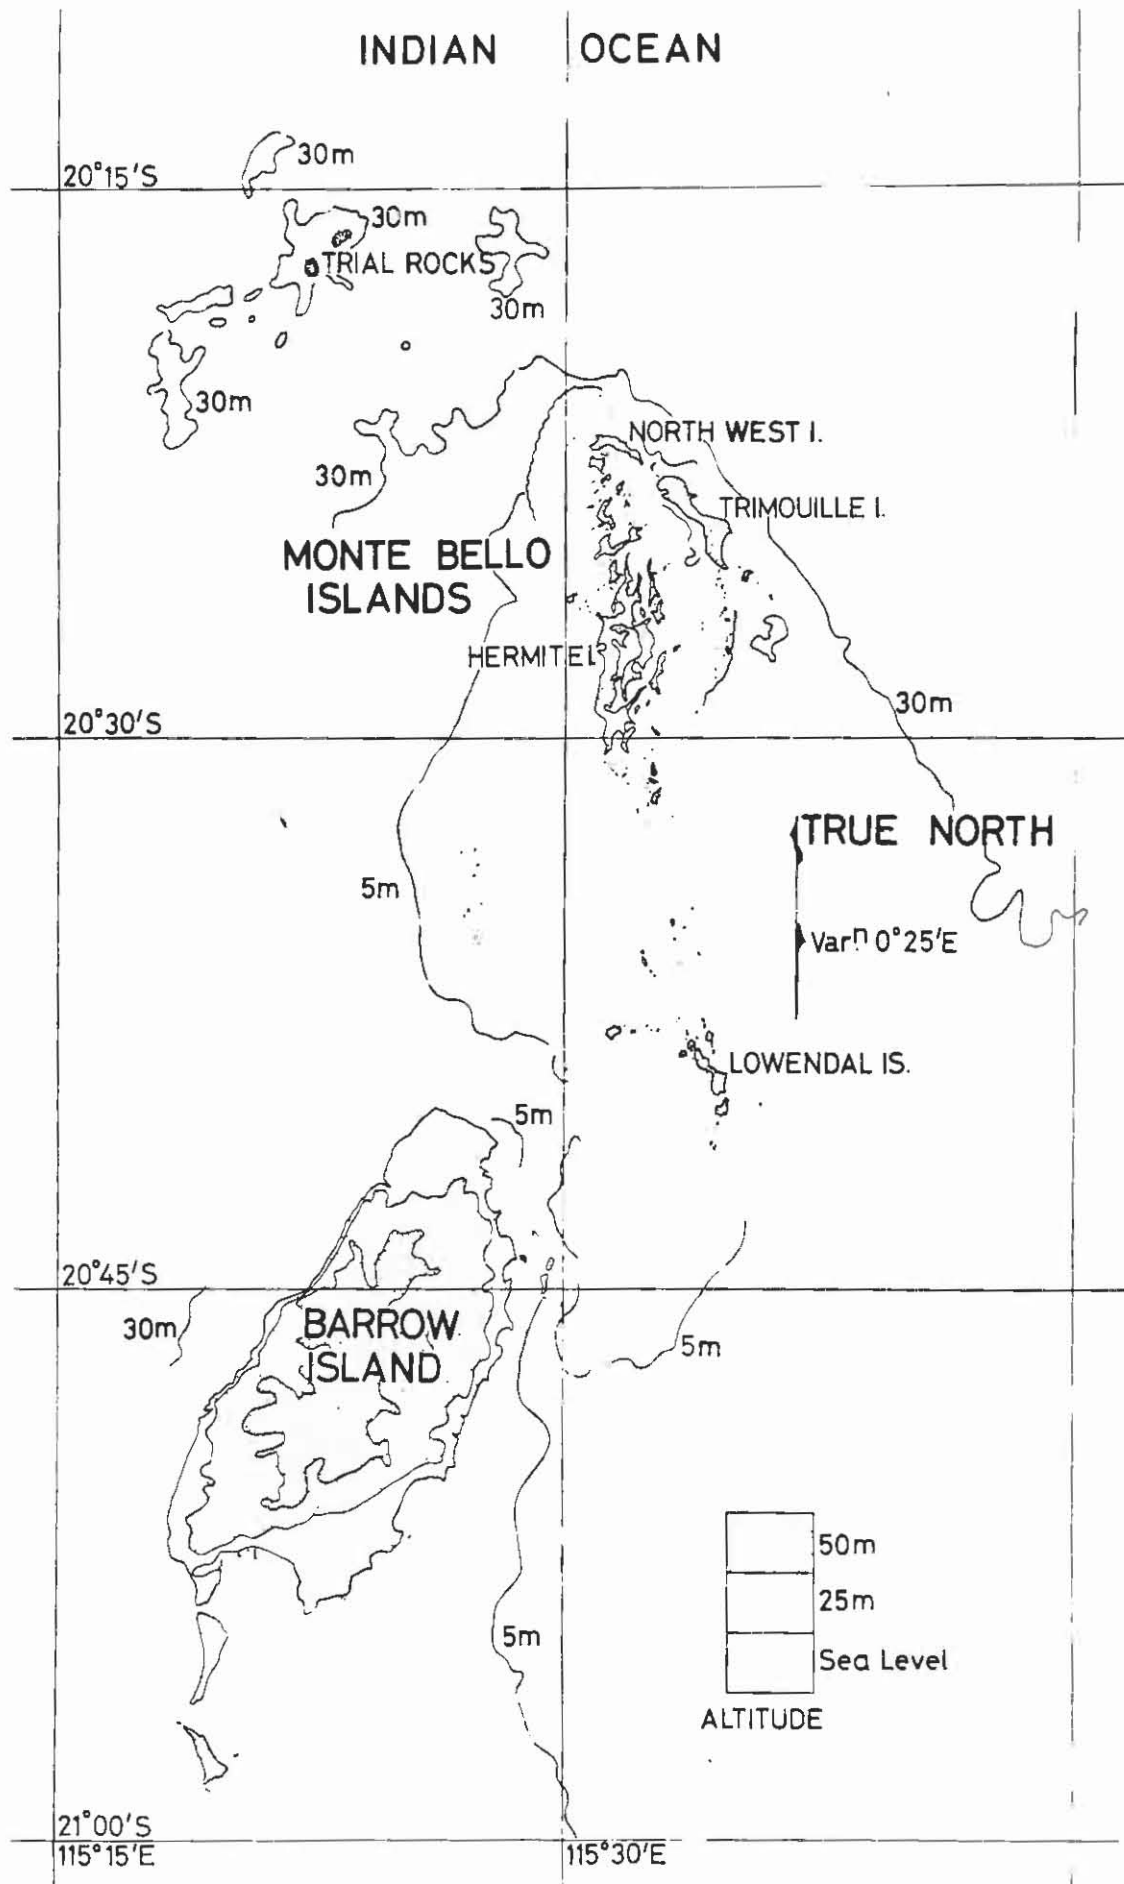 INDIAN OCEAN
30m
20°15'S
30m
TRIAL ROCKS
30m
30m
NORTH WEST I.
30m
TRIMOUILLE I.
MONTE BELLO
ISLANDS
HERMITE I.
30m
20°30'S
TRUE NORTH
5m
Varⁿ 0°25'E
LOWENDAL IS.
5m
20°45'S
30m
BARROW
ISLAND
5m
50m
25m
5m
Sea Level
ALTITUDE
21°00'S
115°15'E
115°30'E